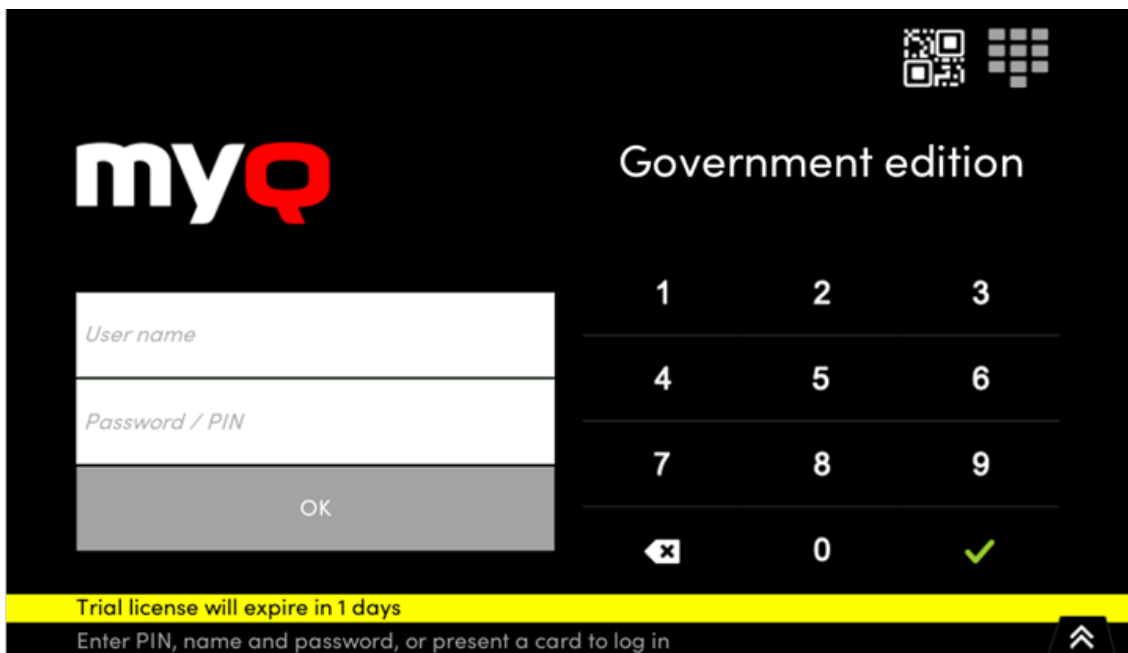 myQ
Government edition
User name
Password / PIN
OK
1 2 3
4 5 6
7 8 9
0
Trial license will expire in 1 days
Enter PIN, name and password, or present a card to log in